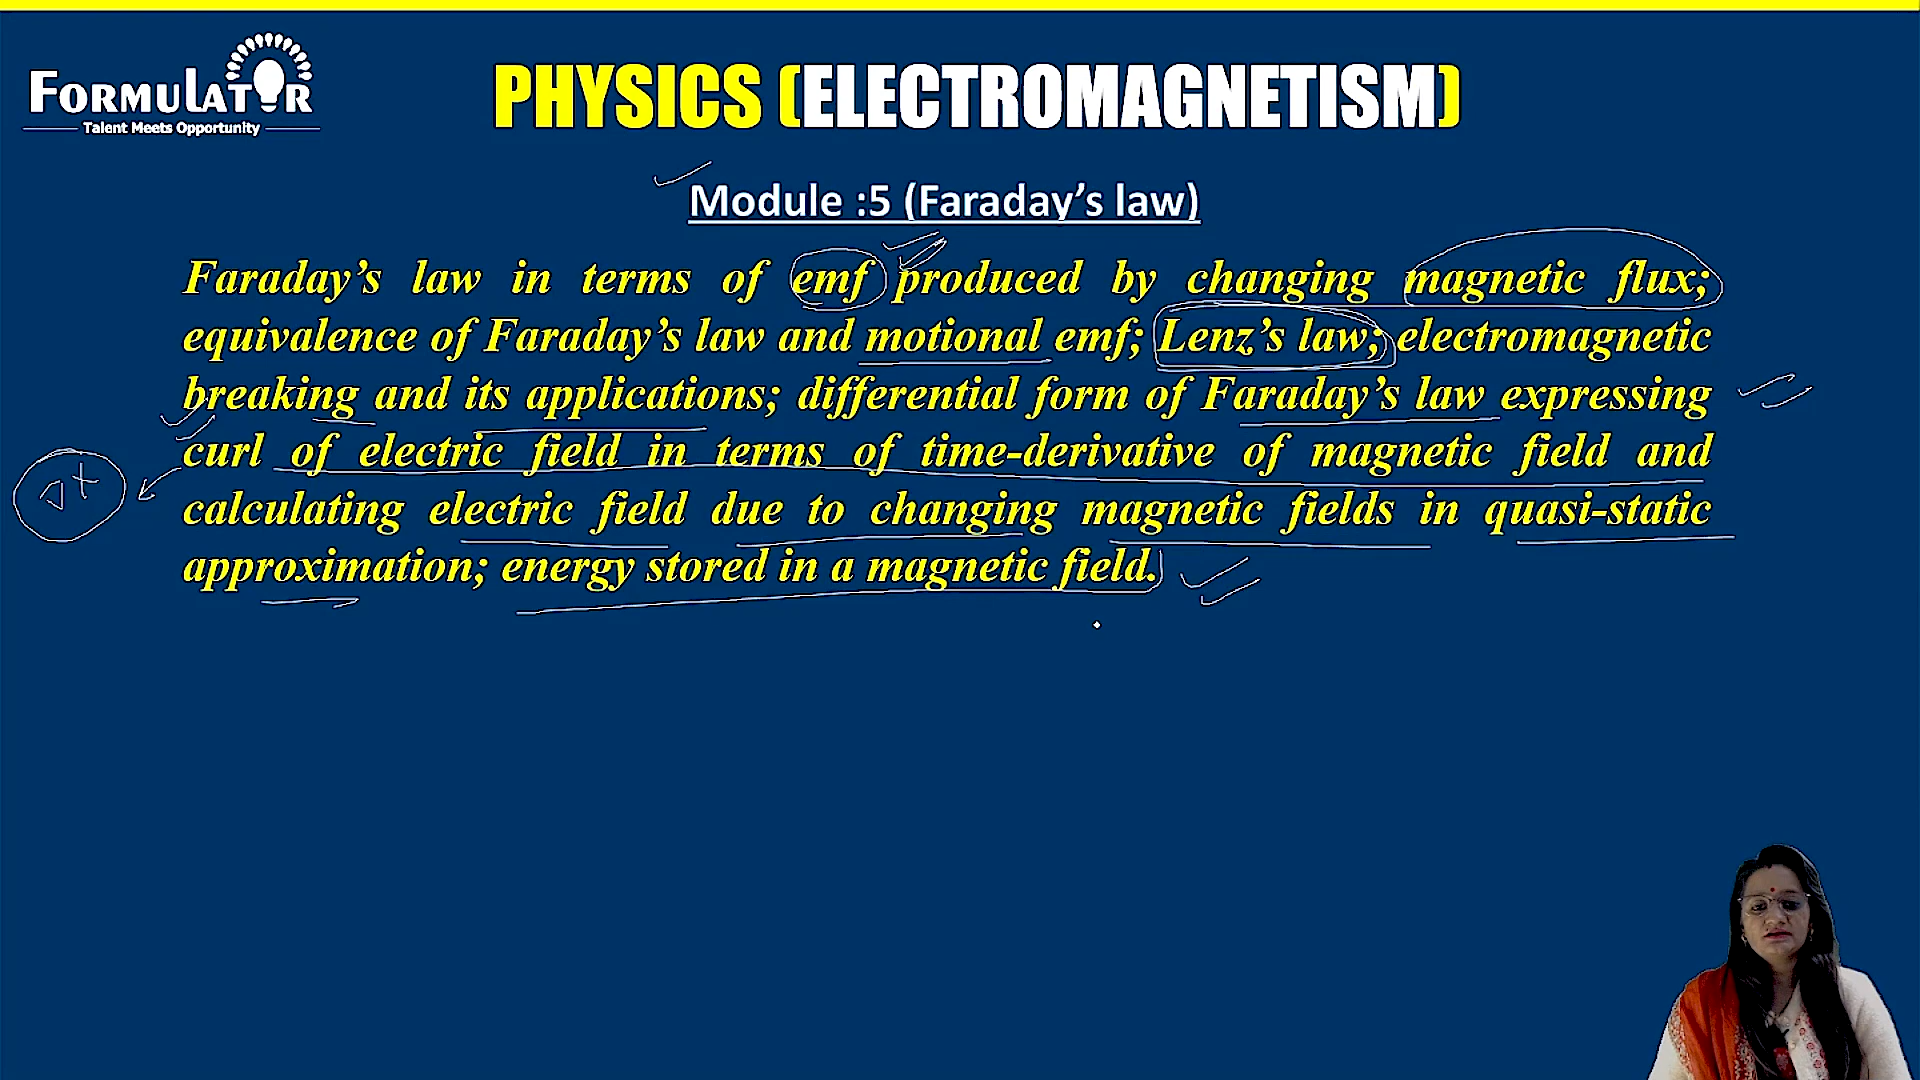 FORMULATOR
Talent Meets Opportunity
PHYSICS (ELECTROMAGNETISM)
Module :5 (Faraday’s law)
Faraday’s law in terms of emf produced by changing magnetic flux;
equivalence of Faraday’s law and motional emf; Lenz’s law; electromagnetic
breaking and its applications; differential form of Faraday’s law expressing
curl of electric field in terms of time-derivative of magnetic field and
calculating electric field due to changing magnetic fields in quasi-static
approximation; energy stored in a magnetic field.
∇×